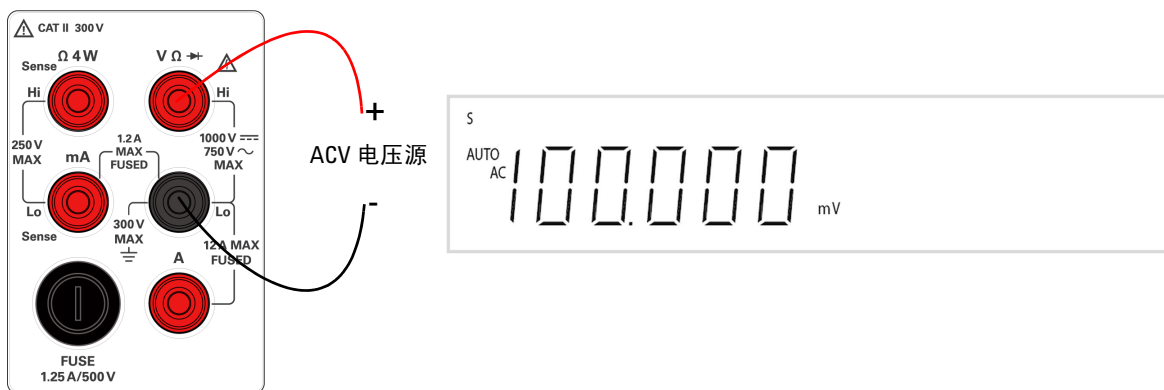 ⚠ CAT II 300 V
Ω 4 W
V Ω
Sense
Hi
Hi
250 V
MAX
mA
1.2 A
MAX
FUSED
1000 V ⎓
750 V ～
MAX
Lo
Lo
Sense
300 V
MAX
12 A MAX
FUSED
A
FUSE
1.25 A/500 V
+
ACV 电压源
-
S
AUTO
AC
100.000 mV